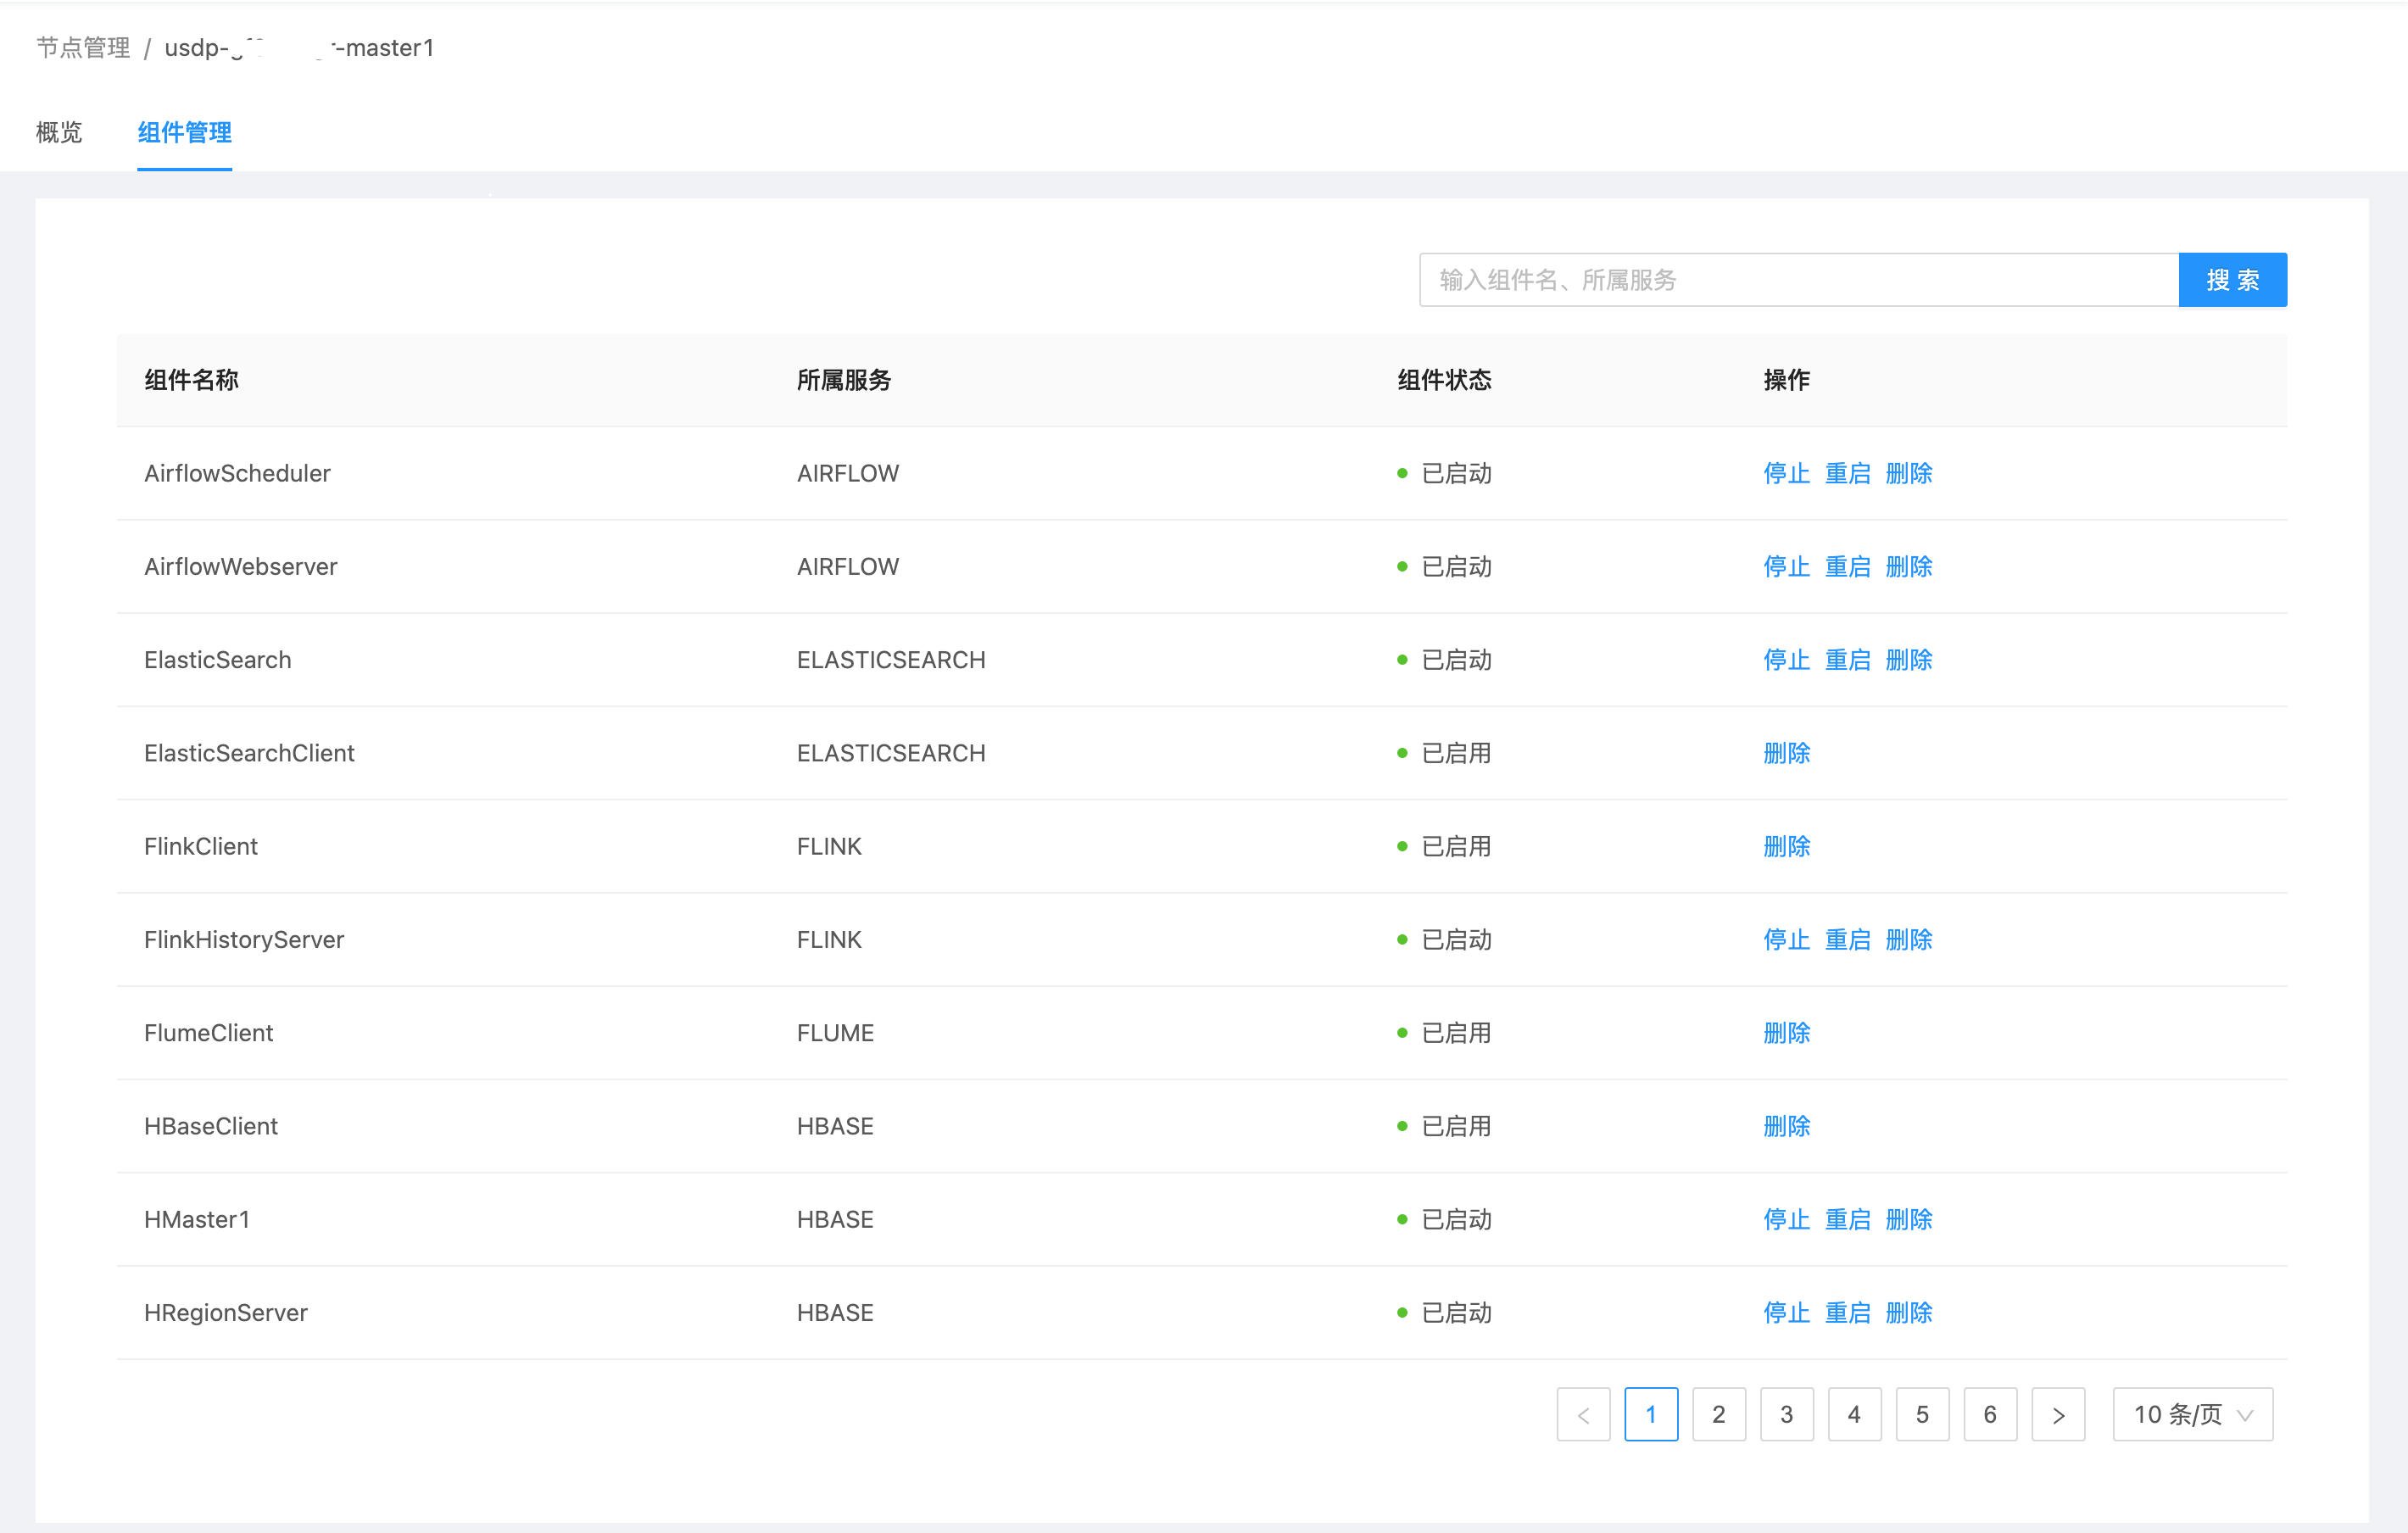 节点管理 / usdp- -master1
概览 组件管理
输入组件名、所属服务 搜 索
组件名称 所属服务 组件状态 操作
AirflowScheduler AIRFLOW 已启动 停止 重启 删除
AirflowWebserver AIRFLOW 已启动 停止 重启 删除
ElasticSearch ELASTICSEARCH 已启动 停止 重启 删除
ElasticSearchClient ELASTICSEARCH 已启用 删除
FlinkClient FLINK 已启用 删除
FlinkHistoryServer FLINK 已启动 停止 重启 删除
FlumeClient FLUME 已启用 删除
HBaseClient HBASE 已启用 删除
HMaster1 HBASE 已启动 停止 重启 删除
HRegionServer HBASE 已启动 停止 重启 删除
< 1 2 3 4 5 6 > 10 条/页